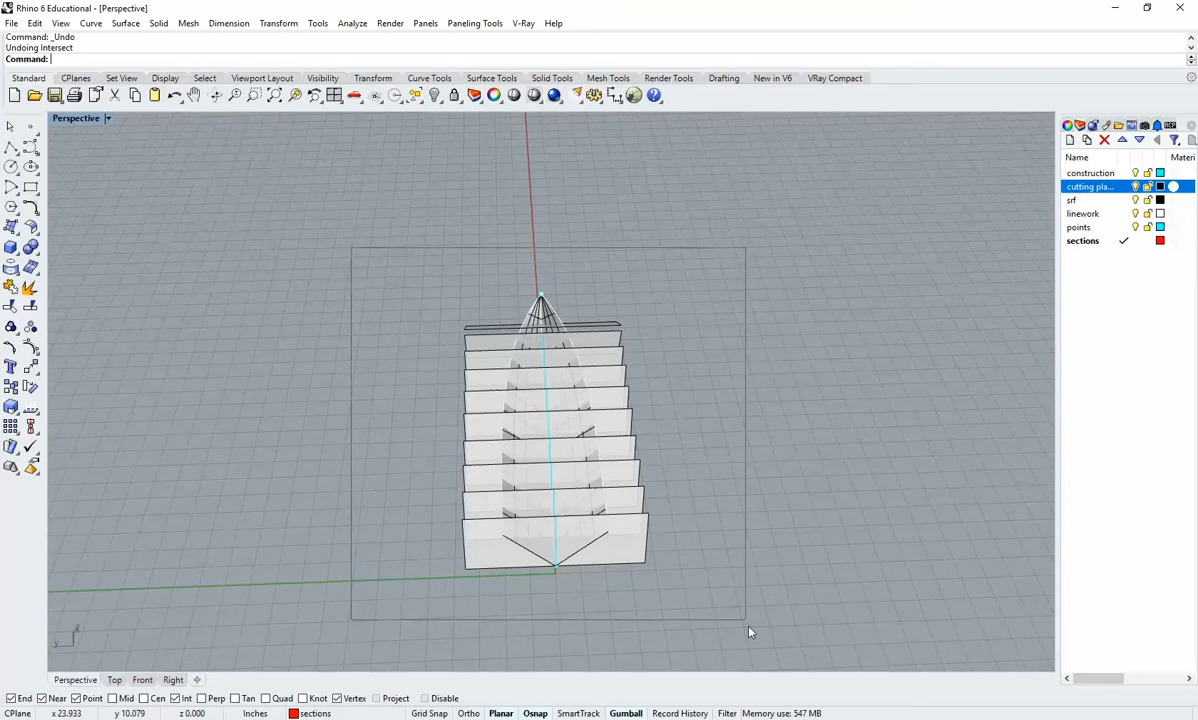 Rhino 6 Educational - [Perspective]
File Edit View Curve Surface Solid Mesh Dimension Transform Tools Analyze Render Panels Paneling Tools V-Ray Help
Command: _Undo
Undoing Intersect
Command:
Standard CPlanes Set View Display Select Viewport Layout Visibility Transform Curve Tools Surface Tools Solid Tools Mesh Tools Render Tools Drafting New in V6 VRay Compact
Perspective
Name Materi
construction
cutting pla...
srf
linework
points
sections
Perspective Top Front Right
End Near Point Mid Cen Int Perp Tan Quad Knot Vertex Project Disable
CPlane x 23.933 y 10.079 z 0.000 Inches sections Grid Snap Ortho Planar Osnap SmartTrack Gumball Record History Filter Memory use: 547 MB